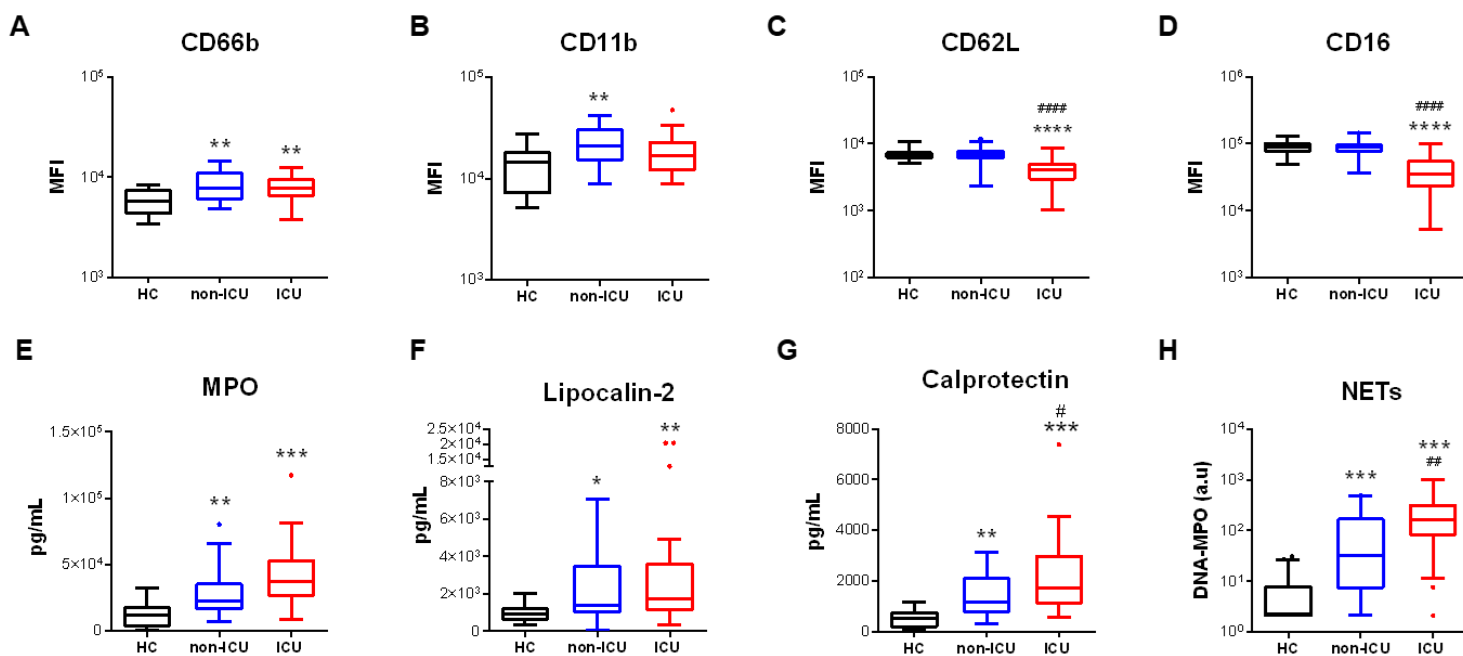 A
CD66b
MFI
10⁵
10⁴
10³
**
**
HC
non-ICU
ICU
B
CD11b
MFI
10⁵
10⁴
10³
**
HC
non-ICU
ICU
C
CD62L
MFI
10⁵
10⁴
10³
10²
####
****
HC
non-ICU
ICU
D
CD16
MFI
10⁶
10⁵
10⁴
10³
####
****
HC
non-ICU
ICU
E
MPO
pg/mL
1.5×10⁵
1×10⁵
5×10⁴
0
**
***
HC
non-ICU
ICU
F
Lipocalin-2
pg/mL
2.5×10⁴
2×10⁴
1.5×10⁴
8×10³
6×10³
4×10³
2×10³
0
*
**
HC
non-ICU
ICU
G
Calprotectin
pg/mL
8000
6000
4000
2000
0
**
#
***
HC
non-ICU
ICU
H
NETs
DNA-MPO (a.u)
10⁴
10³
10²
10¹
10⁰
***
***
##
HC
non-ICU
ICU